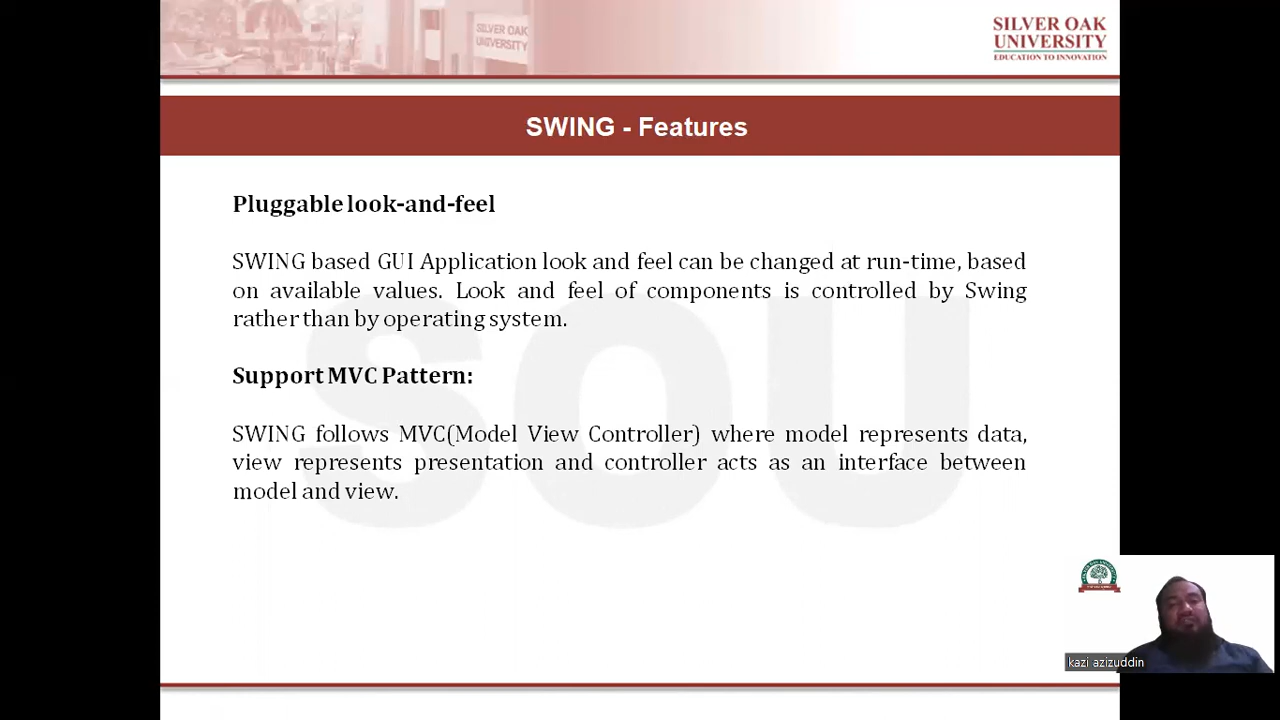 SILVER OAK
UNIVERSITY
SILVER OAK
UNIVERSITY
EDUCATION TO INNOVATION
SWING - Features
Pluggable look-and-feel
SWING based GUI Application look and feel can be changed at run-time, based
on available values. Look and feel of components is controlled by Swing
rather than by operating system.
Support MVC Pattern:
SWING follows MVC(Model View Controller) where model represents data,
view represents presentation and controller acts as an interface between
model and view.
SOU
kazi azizuddin